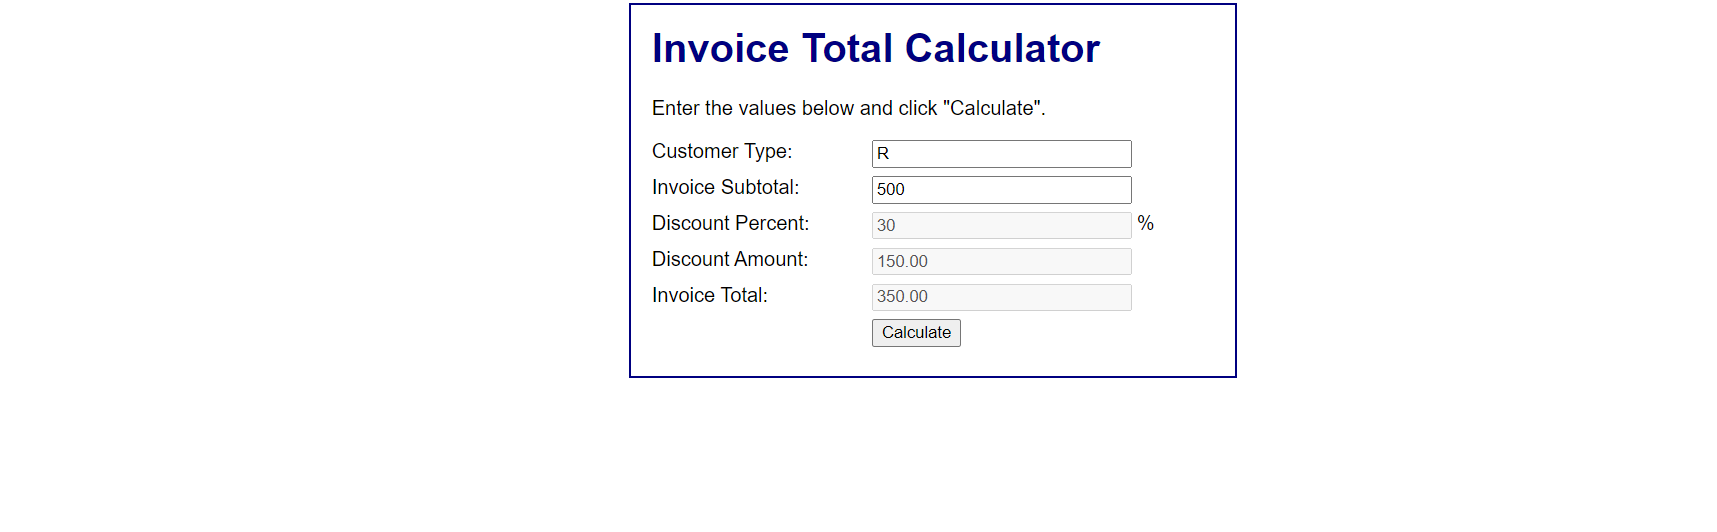 Invoice Total Calculator
Enter the values below and click "Calculate".
Customer Type: R
Invoice Subtotal: 500
Discount Percent: 30 %
Discount Amount: 150.00
Invoice Total: 350.00
Calculate